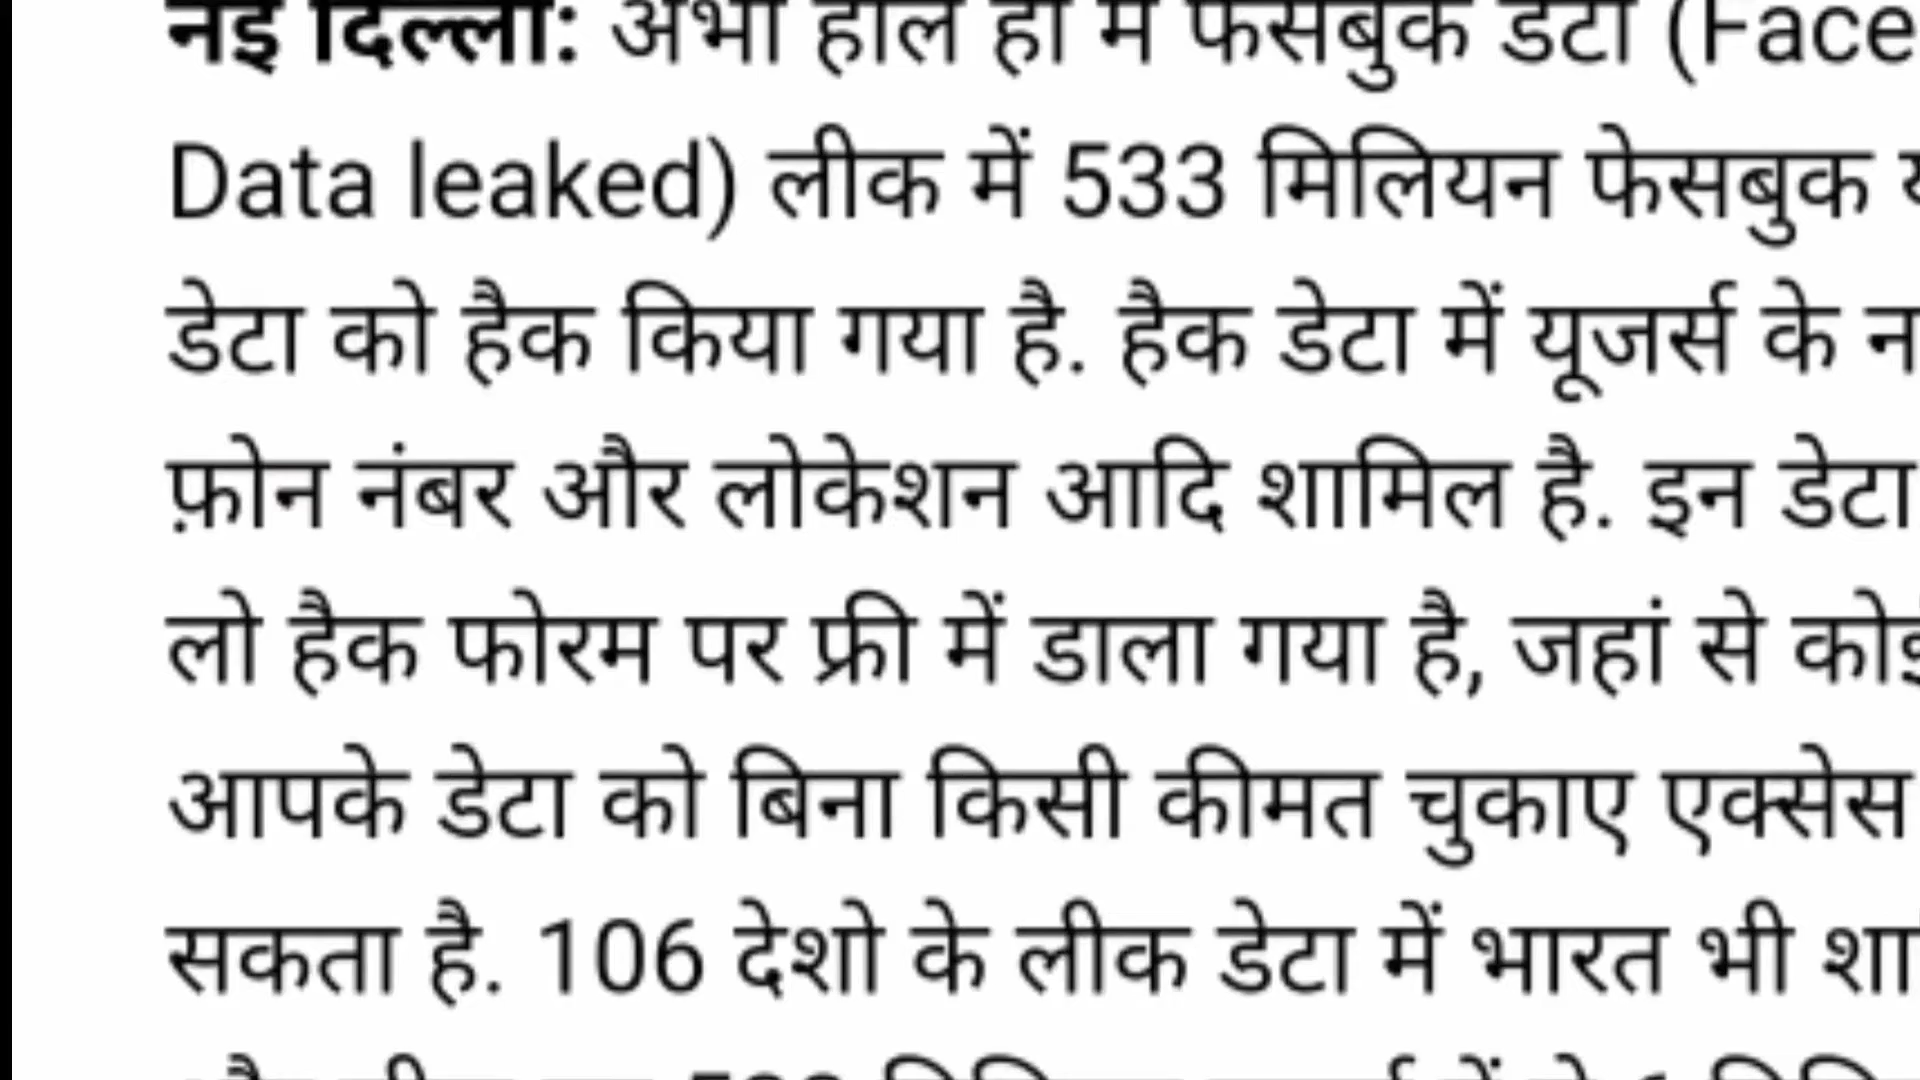 नई दिल्ली: अभी हाल ही में फेसबुक डेटा (Face
Data leaked) लीक में 533 मिलियन फेसबुक
डेटा को हैक किया गया है. हैक डेटा में यूजर्स के
फ़ोन नंबर और लोकेशन आदि शामिल है. इन डेटा
लो हैक फोरम पर फ्री में डाला गया है, जहां से कोई
आपके डेटा को बिना किसी कीमत चुकाए एक्सेस
सकता है. 106 देशो के लीक डेटा में भारत भी शा